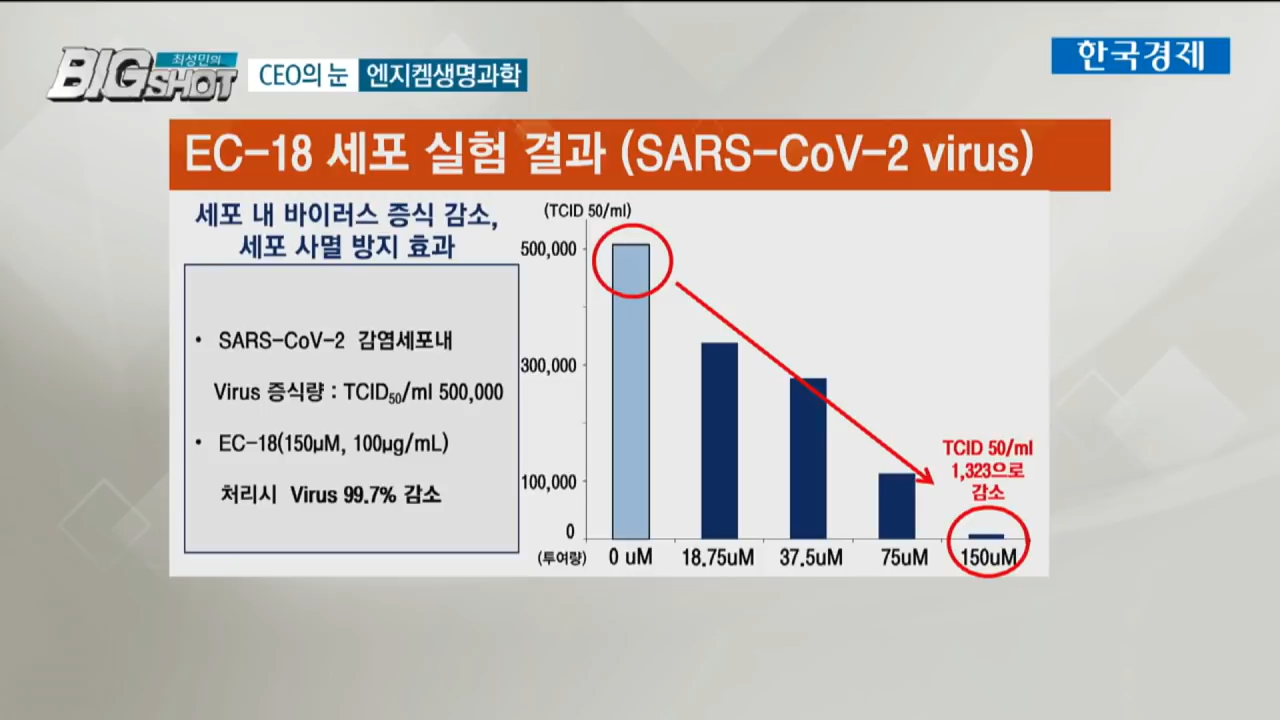 최성민의
BIGSHOT
CEO의 눈 엔지켐생명과학
한국경제
EC-18 세포 실험 결과 (SARS-CoV-2 virus)
세포 내 바이러스 증식 감소,
세포 사멸 방지 효과
• SARS-CoV-2 감염세포내
Virus 증식량 : TCID50/ml 500,000
• EC-18(150μM, 100μg/mL)
처리시 Virus 99.7% 감소
(TCID 50/ml)
500,000
300,000
100,000
0
TCID 50/ml
1,323으로
감소
(투여량) 0 uM 18.75uM 37.5uM 75uM 150uM